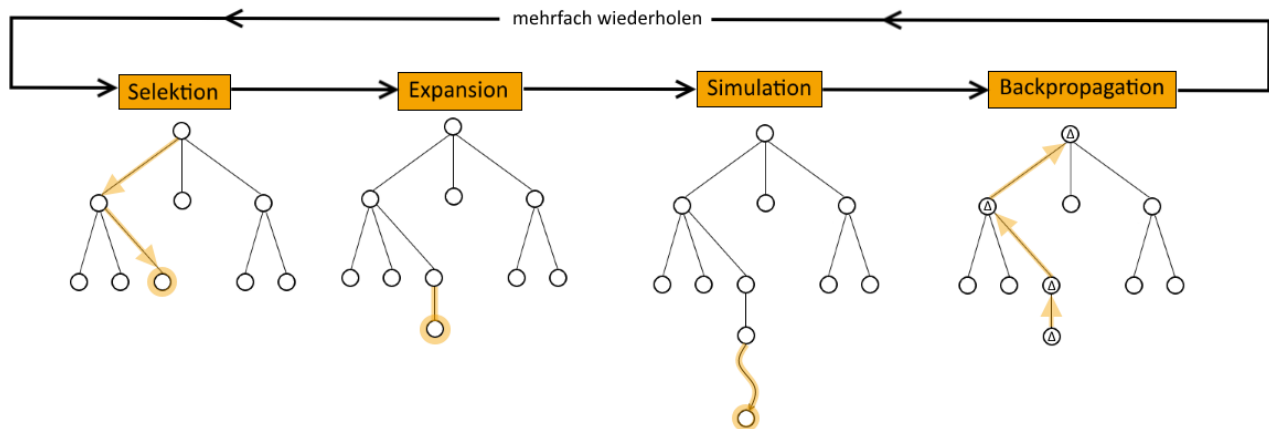 mehrfach wiederholen
Selektion
Expansion
Simulation
Backpropagation
Δ
Δ
Δ
Δ